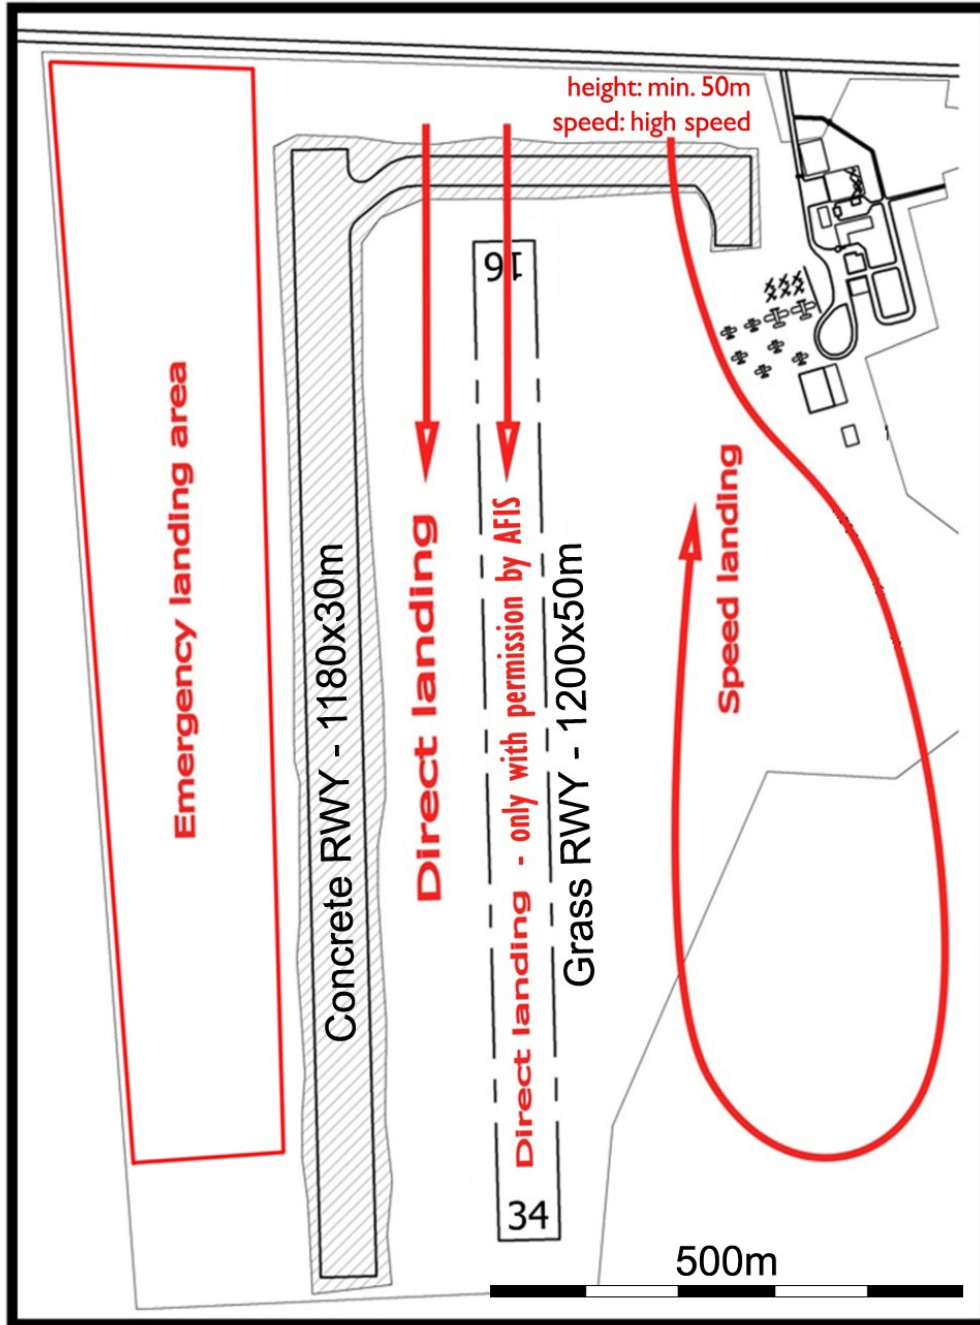 height: min. 50m
speed: high speed
16
Emergency landing area
Concrete RWY - 1180x30m
Direct landing
Direct landing - only with permission by AFIS
Grass RWY - 1200x50m
Speed landing
34
500m